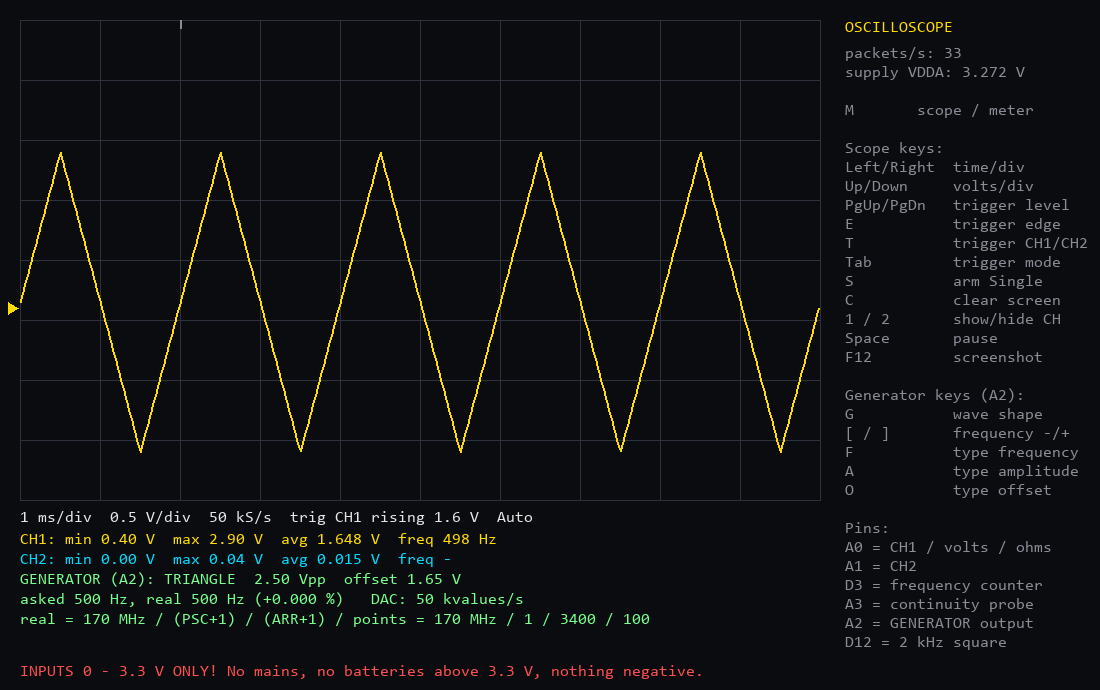 OSCILLOSCOPE
packets/s: 33
supply VDDA: 3.272 V
M scope / meter
Scope keys:
Left/Right time/div
Up/Down volts/div
PgUp/PgDn trigger level
E trigger edge
T trigger CH1/CH2
Tab trigger mode
S arm Single
C clear screen
1 / 2 show/hide CH
Space pause
F12 screenshot
Generator keys (A2):
G wave shape
[ / ] frequency -/+
F type frequency
A type amplitude
O type offset
Pins:
A0 = CH1 / volts / ohms
A1 = CH2
D3 = frequency counter
A3 = continuity probe
A2 = GENERATOR output
D12 = 2 kHz square
1 ms/div 0.5 V/div 50 kS/s trig CH1 rising 1.6 V Auto
CH1: min 0.40 V max 2.90 V avg 1.648 V freq 498 Hz
CH2: min 0.00 V max 0.04 V avg 0.015 V freq -
GENERATOR (A2): TRIANGLE 2.50 Vpp offset 1.65 V
asked 500 Hz, real 500 Hz (+0.000 %) DAC: 50 kvalues/s
real = 170 MHz / (PSC+1) / (ARR+1) / points = 170 MHz / 1 / 3400 / 100
INPUTS 0 - 3.3 V ONLY! No mains, no batteries above 3.3 V, nothing negative.